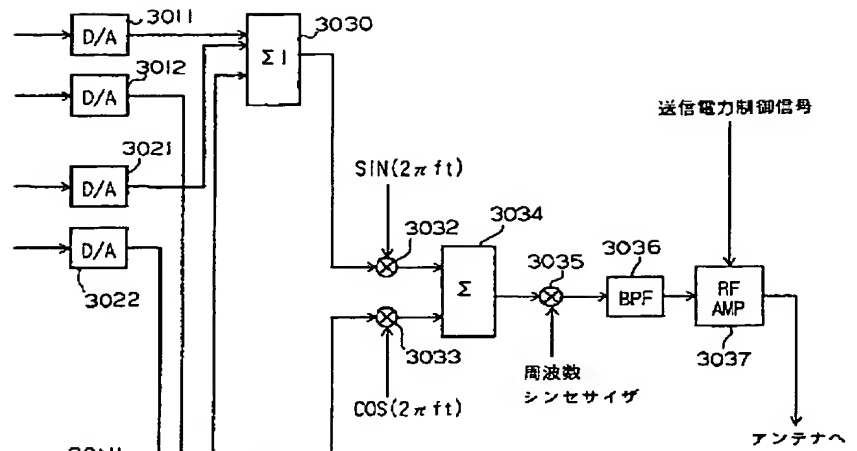 3011
D/A
3012
D/A
3021
D/A
D/A
3022
3030
Σ I
SIN(2πft)
3032
3033
COS(2πft)
3034
Σ
3035
周波数
シンセサイザ
3036
BPF
送信電力制御信号
RF
AMP
3037
アンテナへ